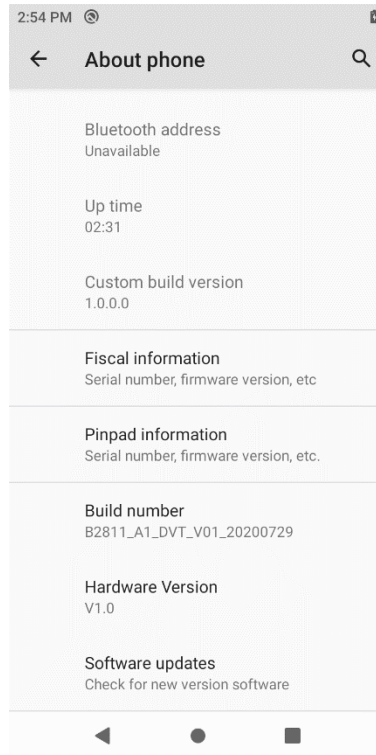 2:54 PM
About phone
Bluetooth address
Unavailable
Up time
02:31
Custom build version
1.0.0.0
Fiscal information
Serial number, firmware version, etc
Pinpad information
Serial number, firmware version, etc.
Build number
B2811_A1_DVT_V01_20200729
Hardware Version
V1.0
Software updates
Check for new version software